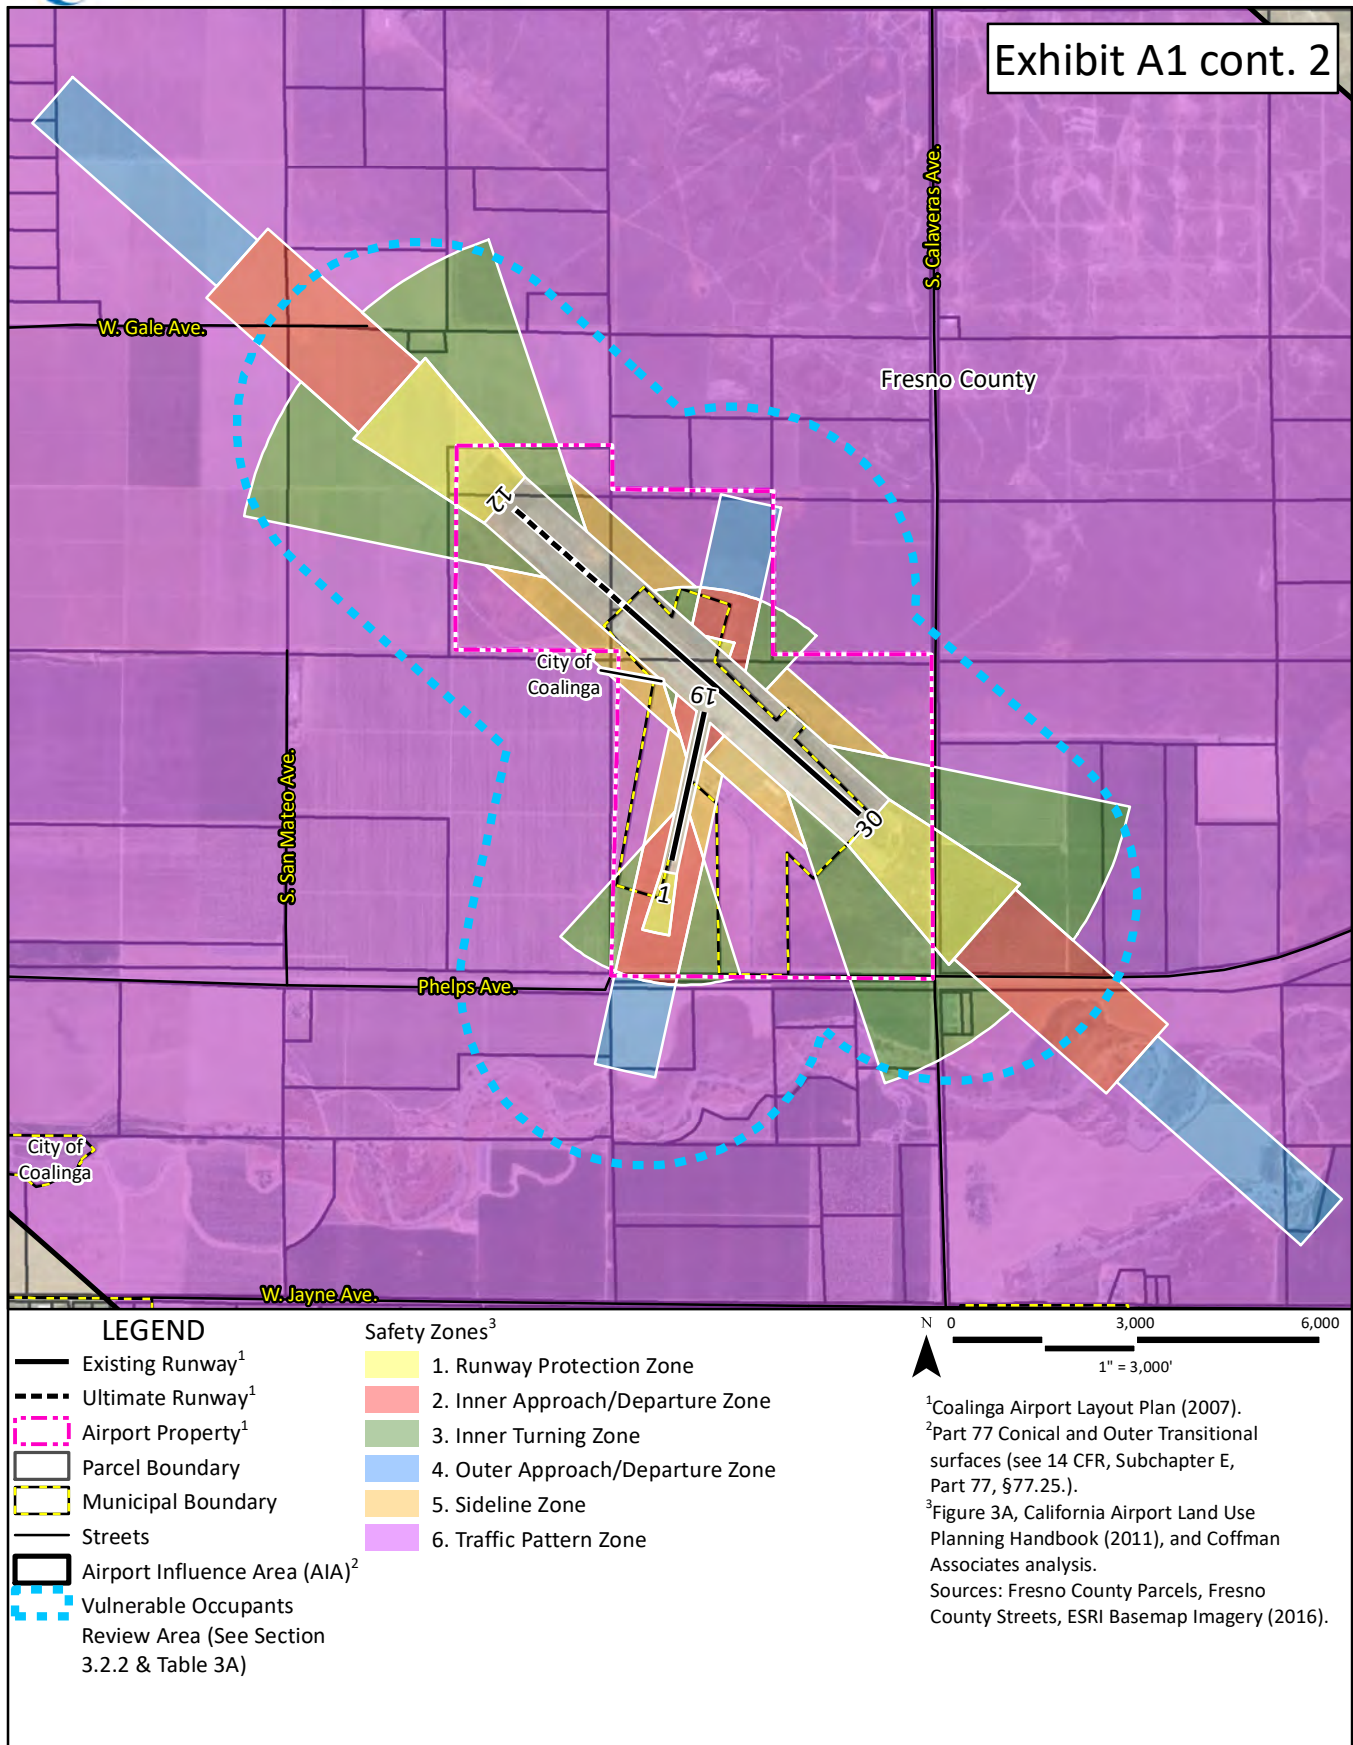 Exhibit A1 cont. 2
S. Calaveras Ave.
W. Gale Ave.
Fresno County
12
City of
Coalinga
19
S. San Mateo Ave.
30
1
Phelps Ave.
City of
Coalinga
W. Jayne Ave.
LEGEND
Existing Runway1
Ultimate Runway1
Airport Property1
Parcel Boundary
Municipal Boundary
Streets
Airport Influence Area (AIA)2
Vulnerable Occupants
Review Area (See Section
3.2.2 & Table 3A)
Safety Zones3
1. Runway Protection Zone
2. Inner Approach/Departure Zone
3. Inner Turning Zone
4. Outer Approach/Departure Zone
5. Sideline Zone
6. Traffic Pattern Zone
N
0 3,000 6,000
1" = 3,000'
1Coalinga Airport Layout Plan (2007).
2Part 77 Conical and Outer Transitional
surfaces (see 14 CFR, Subchapter E,
Part 77, §77.25.).
3Figure 3A, California Airport Land Use
Planning Handbook (2011), and Coffman
Associates analysis.
Sources: Fresno County Parcels, Fresno
County Streets, ESRI Basemap Imagery (2016).